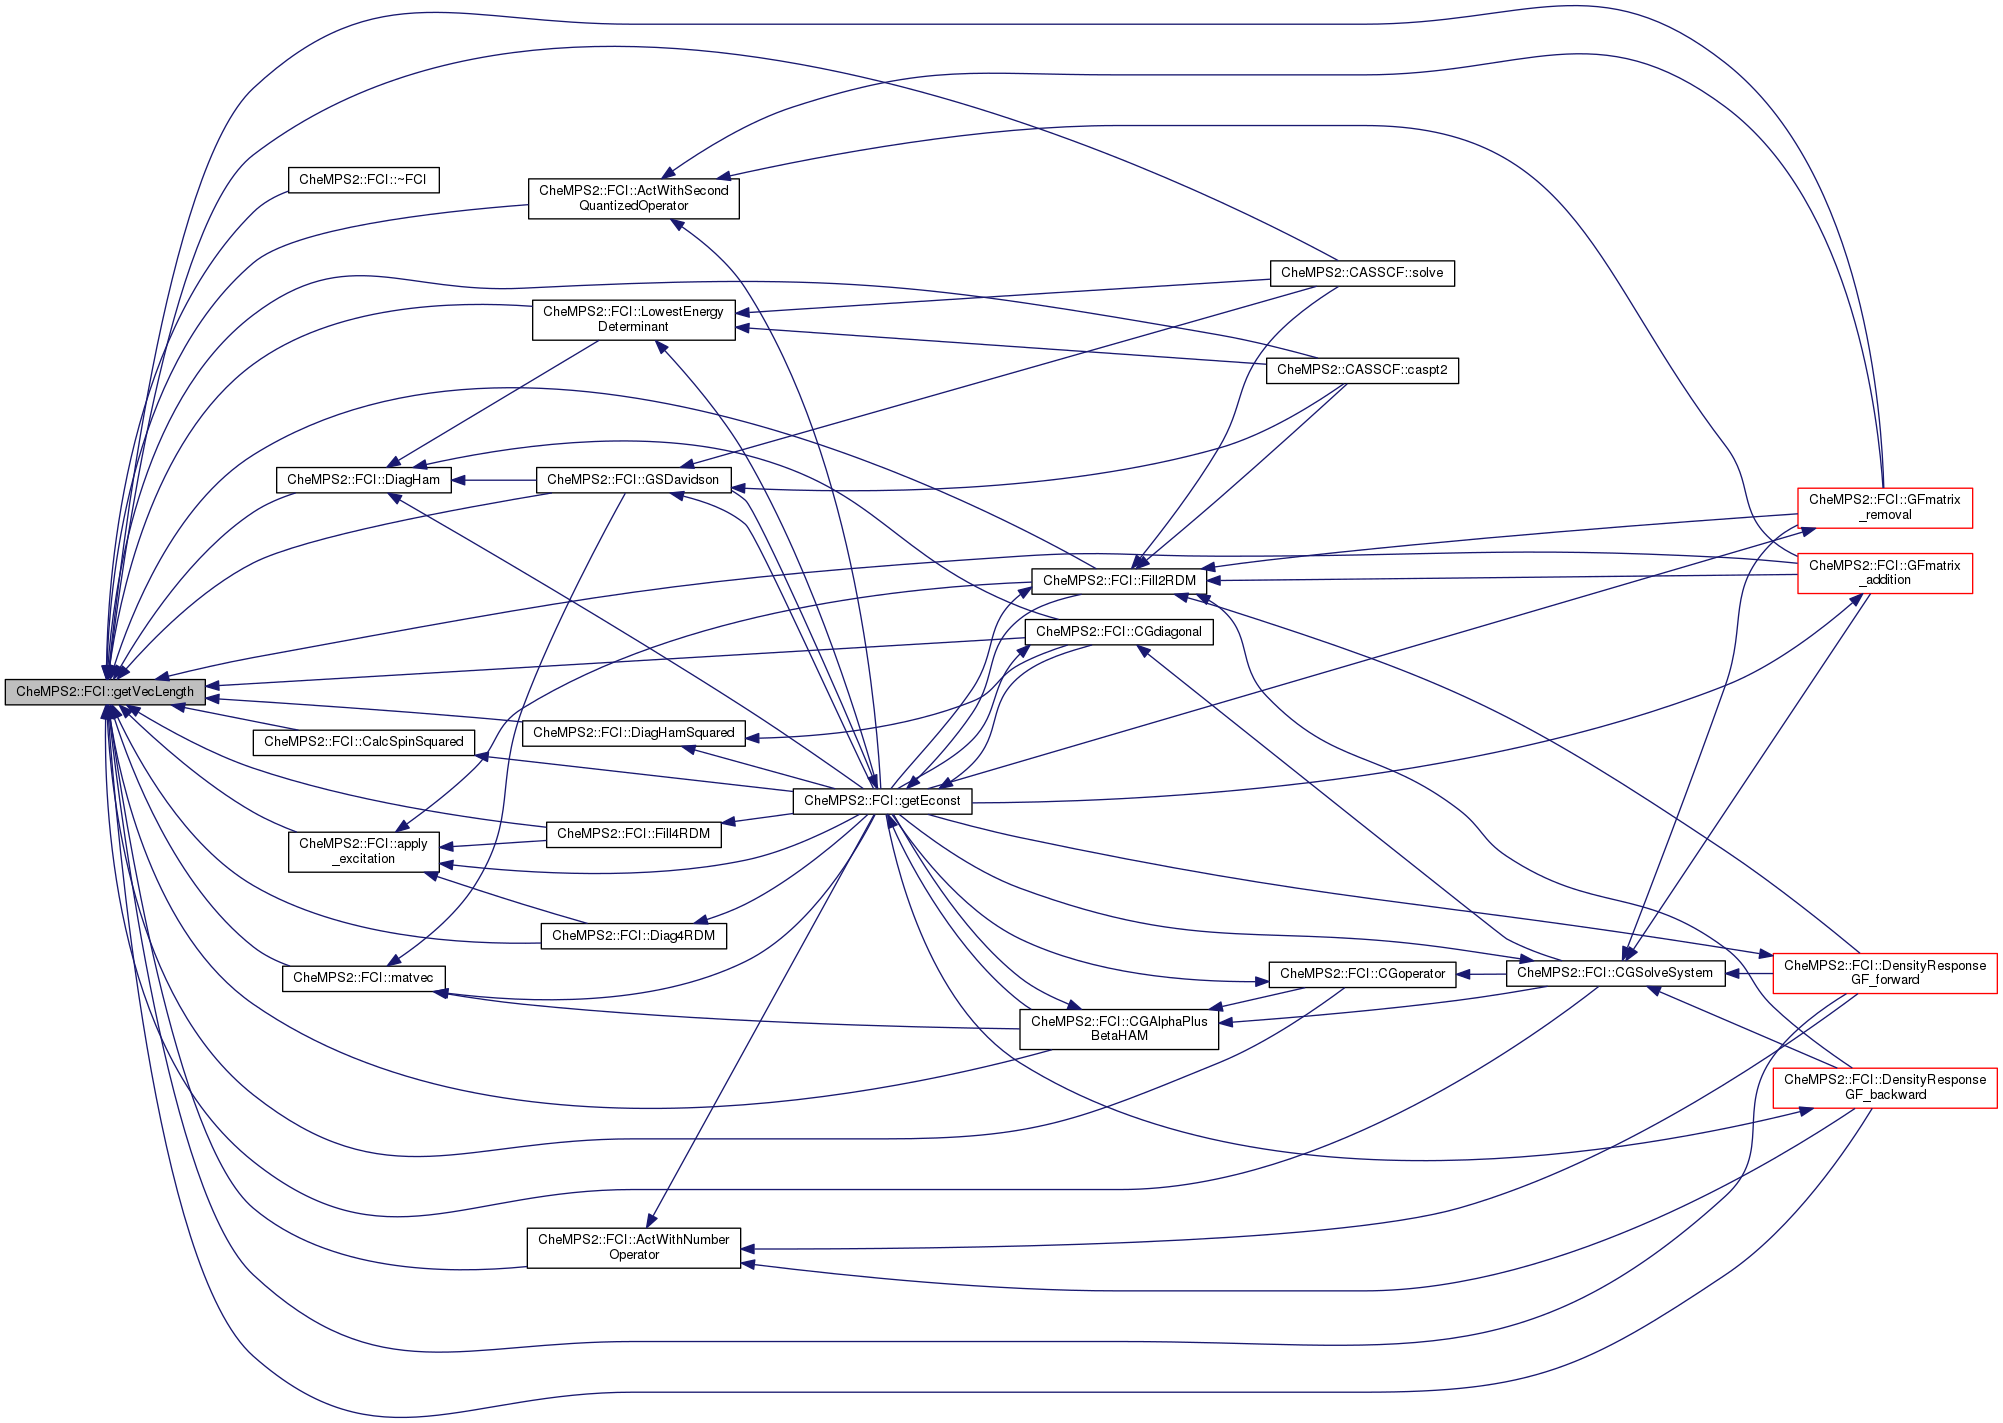 CheMPS2::FCI::~FCI
CheMPS2::FCI::ActWithSecond
QuantizedOperator
CheMPS2::CASSCF::solve
CheMPS2::FCI::LowestEnergy
Determinant
CheMPS2::CASSCF::caspt2
CheMPS2::FCI::DiagHam
CheMPS2::FCI::GSDavidson
CheMPS2::FCI::GFmatrix
_removal
CheMPS2::FCI::Fill2RDM
CheMPS2::FCI::GFmatrix
_addition
CheMPS2::FCI::CGdiagonal
CheMPS2::FCI::getVecLength
CheMPS2::FCI::CalcSpinSquared
CheMPS2::FCI::DiagHamSquared
CheMPS2::FCI::getEconst
CheMPS2::FCI::apply
_excitation
CheMPS2::FCI::Fill4RDM
CheMPS2::FCI::Diag4RDM
CheMPS2::FCI::matvec
CheMPS2::FCI::CGoperator
CheMPS2::FCI::CGSolveSystem
CheMPS2::FCI::DensityResponse
GF_forward
CheMPS2::FCI::CGAlphaPlus
BetaHAM
CheMPS2::FCI::DensityResponse
GF_backward
CheMPS2::FCI::ActWithNumber
Operator